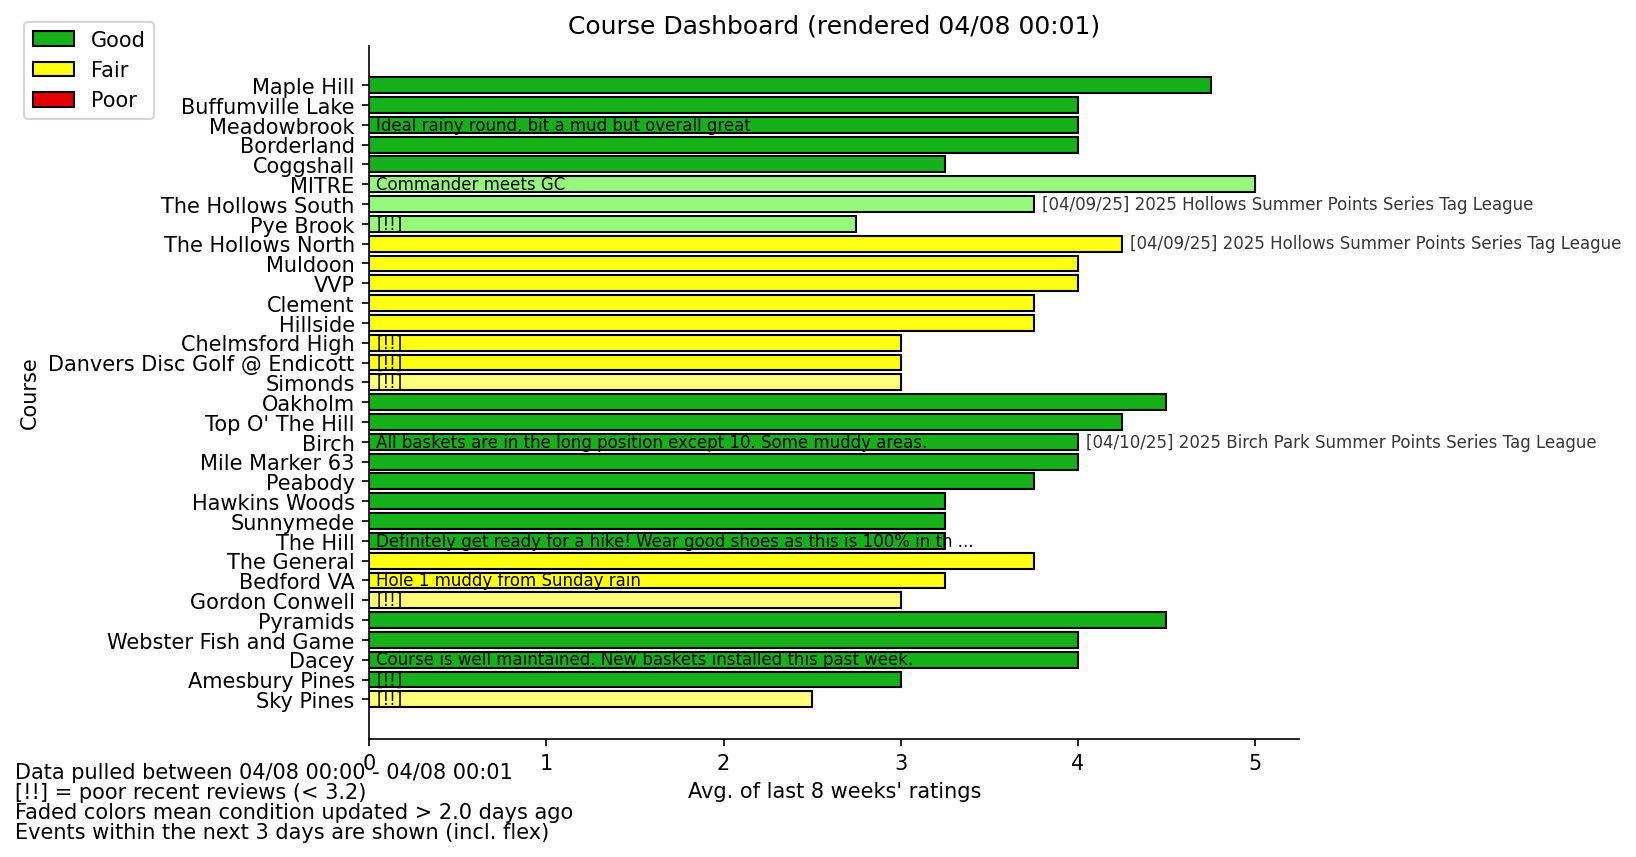 Course Dashboard (rendered 04/08 00:01)
Good
Fair
Poor
Maple Hill
Buffumville Lake
Meadowbrook Ideal rainy round, bit a mud but overall great
Borderland
Coggshall
MITRE Commander meets GC
The Hollows South [04/09/25] 2025 Hollows Summer Points Series Tag League
Pye Brook [!!]
The Hollows North [04/09/25] 2025 Hollows Summer Points Series Tag League
Muldoon
VVP
Clement
Hillside
Chelmsford High [!!]
Danvers Disc Golf @ Endicott [!!]
Simonds [!!]
Oakholm
Top O' The Hill
Birch All baskets are in the long position except 10. Some muddy areas. [04/10/25] 2025 Birch Park Summer Points Series Tag League
Mile Marker 63
Peabody
Hawkins Woods
Sunnymede
The Hill Definitely get ready for a hike! Wear good shoes as this is 100% in th ...
The General
Bedford VA Hole 1 muddy from Sunday rain
Gordon Conwell [!!]
Pyramids
Webster Fish and Game
Dacey Course is well maintained. New baskets installed this past week.
Amesbury Pines [!!]
Sky Pines [!!]
Course
0 1 2 3 4 5
Avg. of last 8 weeks' ratings
Data pulled between 04/08 00:00 - 04/08 00:01
[!!] = poor recent reviews (< 3.2)
Faded colors mean condition updated > 2.0 days ago
Events within the next 3 days are shown (incl. flex)